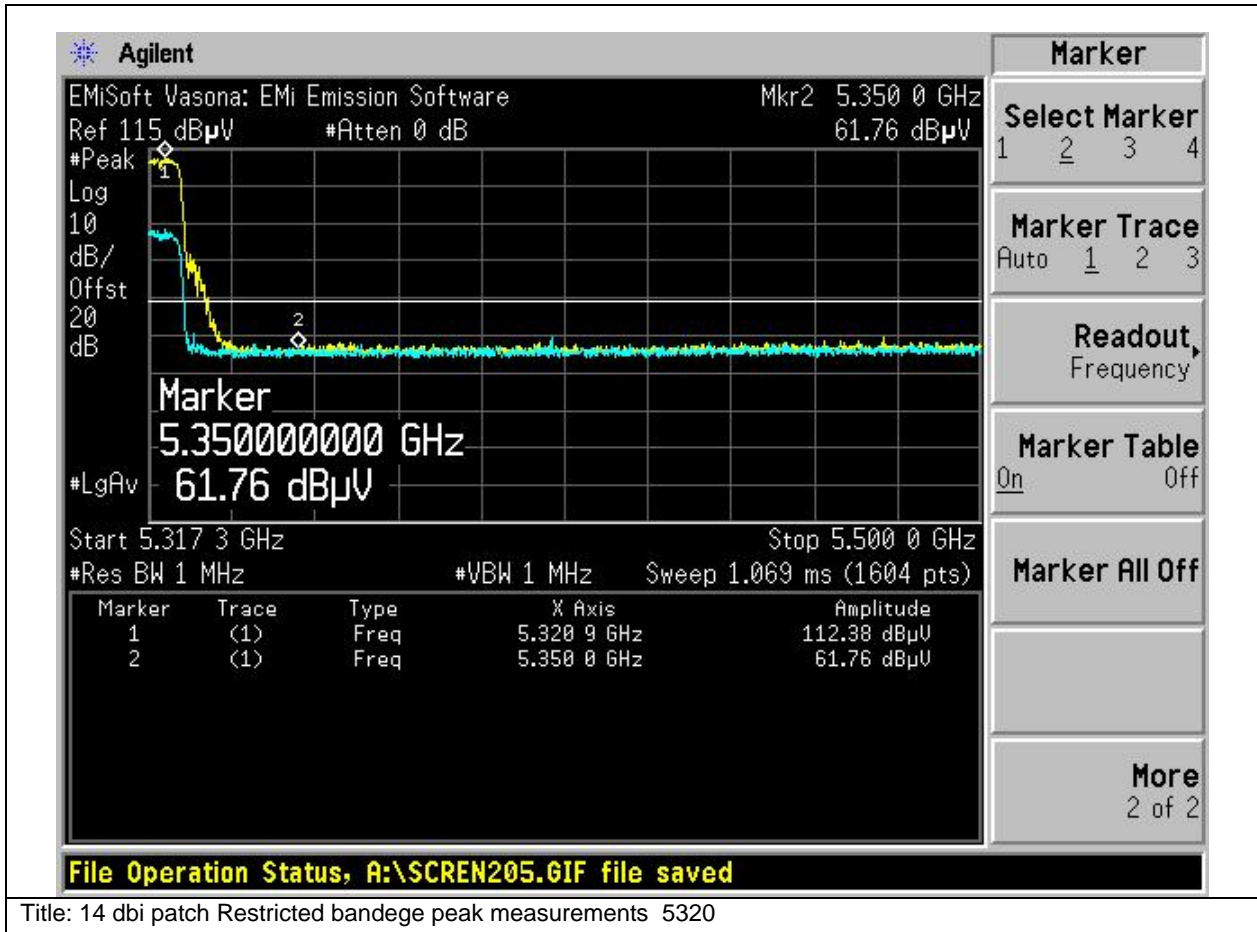 Agilent
Marker
EMiSoft Vasona: EMi Emission Software
Mkr2 5.350 0 GHz
Ref 115 dBµV #Atten 0 dB 61.76 dBµV
#Peak
Log
10
dB/
Offst
20
dB
#LgAv
1
2
Marker
5.350000000 GHz
61.76 dBµV
Start 5.317 3 GHz Stop 5.500 0 GHz
#Res BW 1 MHz #VBW 1 MHz Sweep 1.069 ms (1604 pts)
Marker Trace Type X Axis Amplitude
1 (1) Freq 5.320 9 GHz 112.38 dBµV
2 (1) Freq 5.350 0 GHz 61.76 dBµV
Select Marker
1 2 3 4
Marker Trace
Auto 1 2 3
Readout
Frequency
Marker Table
On Off
Marker All Off
More
2 of 2
File Operation Status, A:\SCREN205.GIF file saved
Title: 14 dbi patch Restricted bandege peak measurements 5320